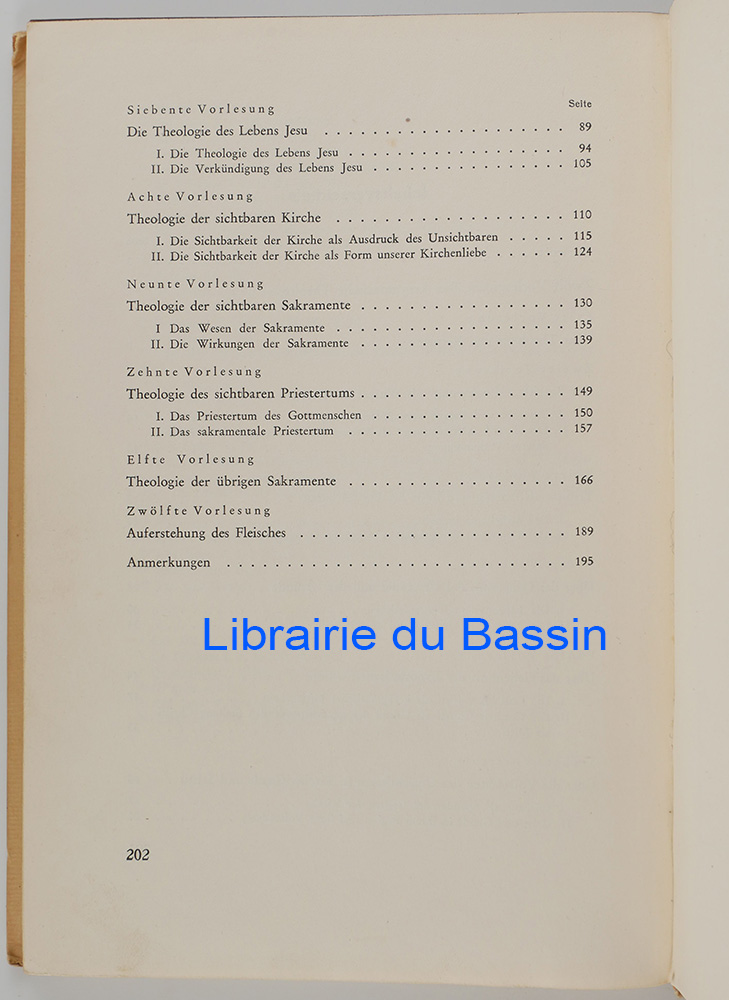 Siebente Vorlesung Seite
Die Theologie des Lebens Jesu . . . . . . . . . . . . . . . . . . . . 89
I. Die Theologie des Lebens Jesu . . . . . . . . . . . . . . . . . . 94
II. Die Verkündigung des Lebens Jesu . . . . . . . . . . . . . . . . 105
Achte Vorlesung
Theologie der sichtbaren Kirche . . . . . . . . . . . . . . . . . . . 110
I. Die Sichtbarkeit der Kirche als Ausdruck des Unsichtbaren . . . . . 115
II. Die Sichtbarkeit der Kirche als Form unserer Kirchenliebe . . . . . . 124
Neunte Vorlesung
Theologie der sichtbaren Sakramente . . . . . . . . . . . . . . . . . 130
I Das Wesen der Sakramente . . . . . . . . . . . . . . . . . . . 135
II. Die Wirkungen der Sakramente . . . . . . . . . . . . . . . . . 139
Zehnte Vorlesung
Theologie des sichtbaren Priestertums . . . . . . . . . . . . . . . . . 149
I. Das Priestertum des Gottmenschen . . . . . . . . . . . . . . . . 150
II. Das sakramentale Priestertum . . . . . . . . . . . . . . . . . . 157
Elfte Vorlesung
Theologie der übrigen Sakramente . . . . . . . . . . . . . . . . . . 166
Zwölfte Vorlesung
Auferstehung des Fleisches . . . . . . . . . . . . . . . . . . . . . . 189
Anmerkungen . . . . . . . . . . . . . . . . . . . . . . . . . . . . 195
Librairie du Bassin
202